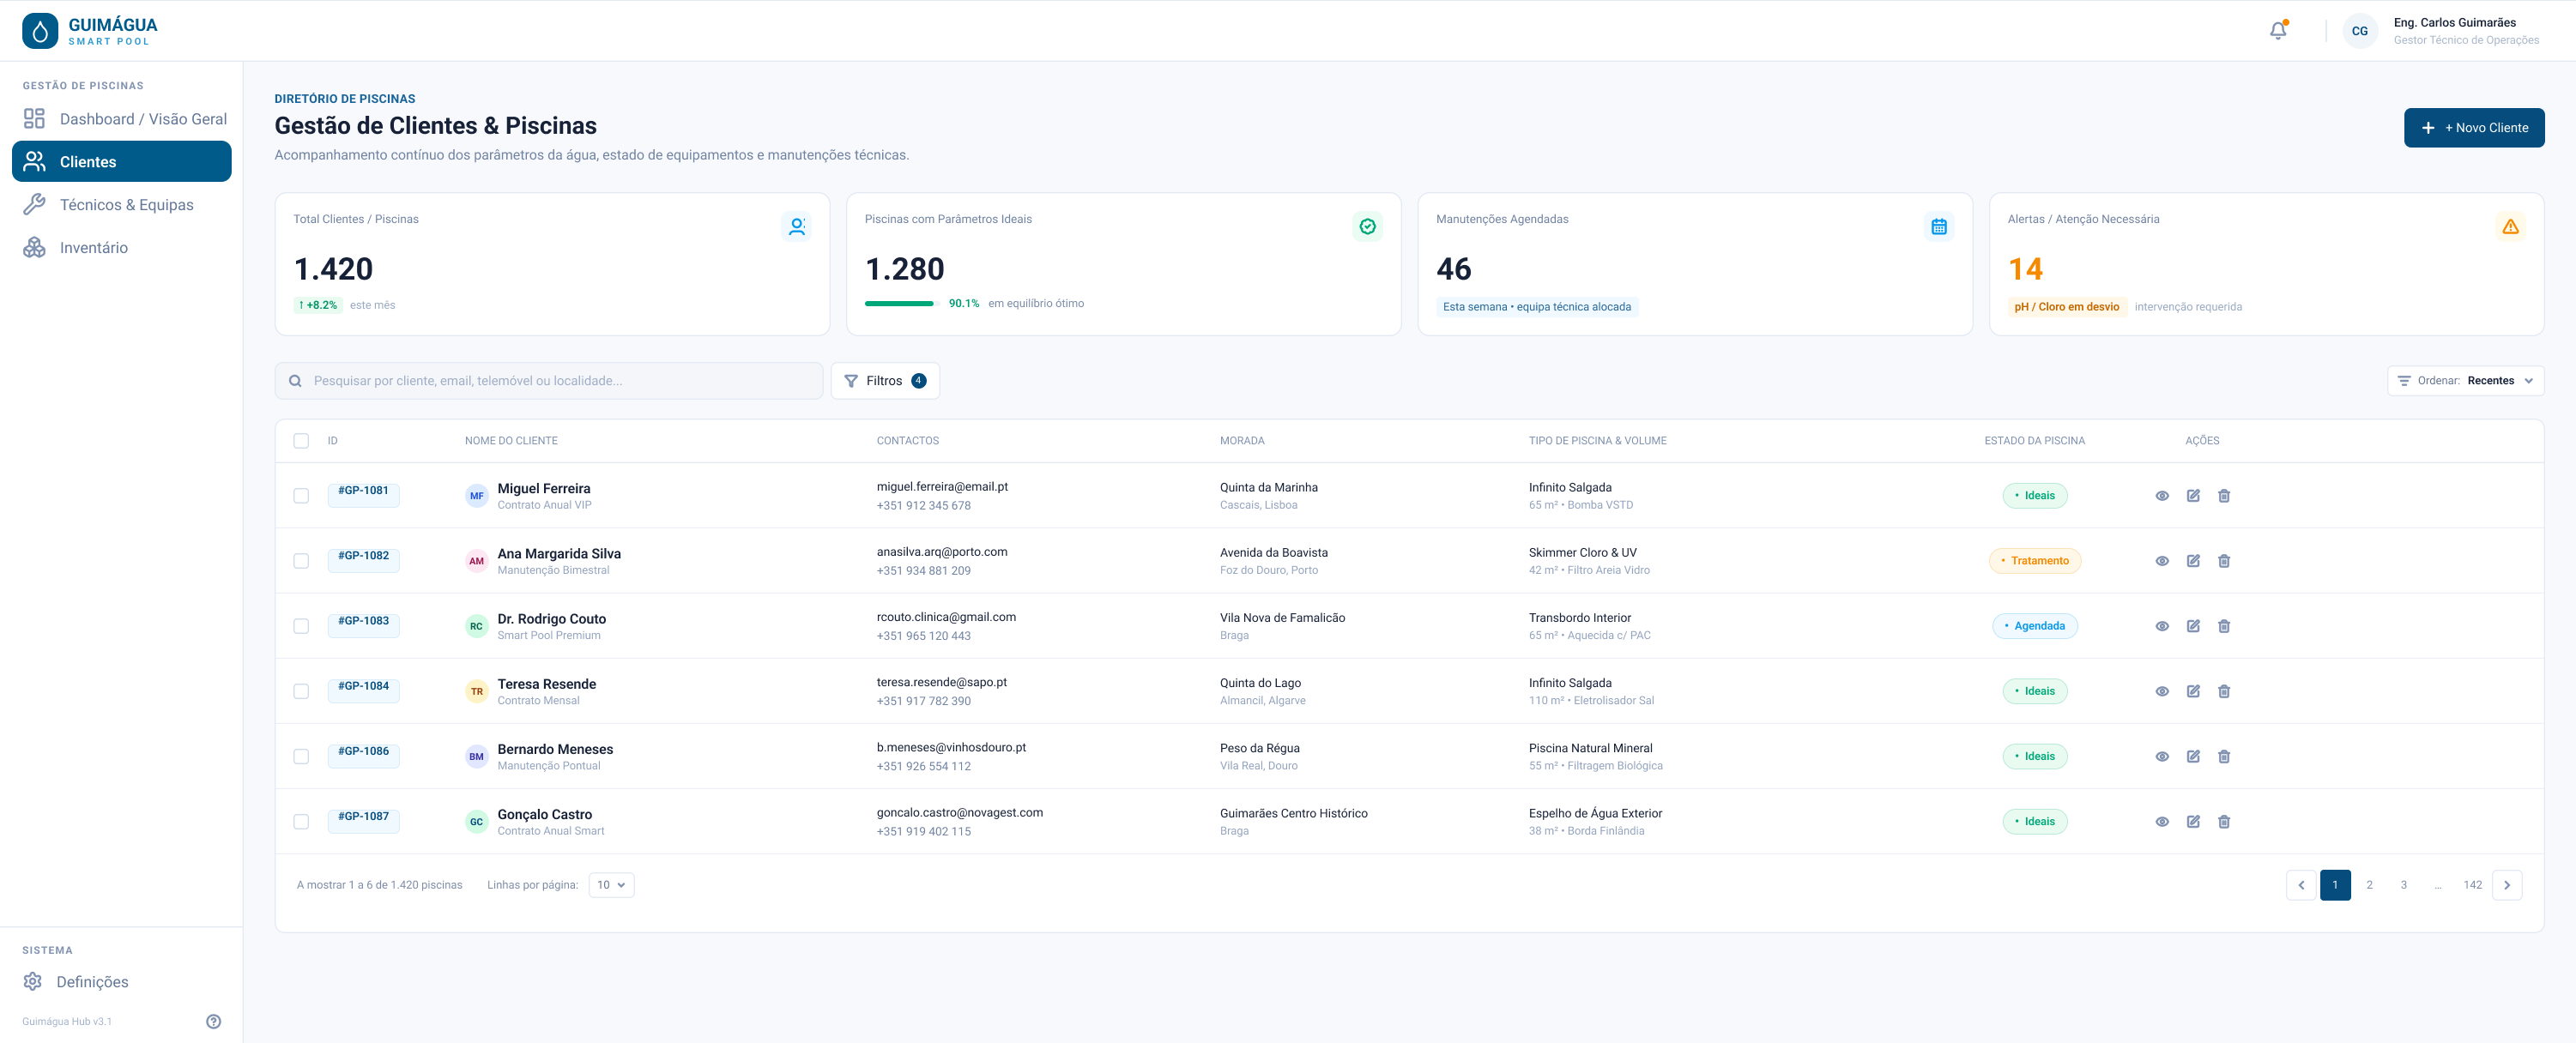 GUIMÁGUA
SMART POOL
CG
Eng. Carlos Guimarães
Gestor Técnico de Operações
GESTÃO DE PISCINAS
Dashboard / Visão Geral
Clientes
Técnicos & Equipas
Inventário
DIRETÓRIO DE PISCINAS
Gestão de Clientes & Piscinas
Acompanhamento contínuo dos parâmetros da água, estado de equipamentos e manutenções técnicas.
+ Novo Cliente
Total Clientes / Piscinas
1.420
↑ +8.2% este mês
Piscinas com Parâmetros Ideais
1.280
90.1% em equilíbrio ótimo
Manutenções Agendadas
46
Esta semana • equipa técnica alocada
Alertas / Atenção Necessária
14
pH / Cloro em desvio intervenção requerida
Pesquisar por cliente, email, telemóvel ou localidade...
Filtros 4
Ordenar: Recentes
ID NOME DO CLIENTE CONTACTOS MORADA TIPO DE PISCINA & VOLUME ESTADO DA PISCINA AÇÕES
#GP-1081 MF Miguel Ferreira miguel.ferreira@email.pt Quinta da Marinha Infinito Salgada • Ideais
Contrato Anual VIP +351 912 345 678 Cascais, Lisboa 65 m² • Bomba VSTD
#GP-1082 AM Ana Margarida Silva anasilva.arq@porto.com Avenida da Boavista Skimmer Cloro & UV • Tratamento
Manutenção Bimestral +351 934 881 209 Foz do Douro, Porto 42 m² • Filtro Areia Vidro
#GP-1083 RC Dr. Rodrigo Couto rcouto.clinica@gmail.com Vila Nova de Famalicão Transbordo Interior • Agendada
Smart Pool Premium +351 965 120 443 Braga 65 m² • Aquecida c/ PAC
#GP-1084 TR Teresa Resende teresa.resende@sapo.pt Quinta do Lago Infinito Salgada • Ideais
Contrato Mensal +351 917 782 390 Almancil, Algarve 110 m² • Eletrolisador Sal
#GP-1086 BM Bernardo Meneses b.meneses@vinhosdouro.pt Peso da Régua Piscina Natural Mineral • Ideais
Manutenção Pontual +351 926 554 112 Vila Real, Douro 55 m² • Filtragem Biológica
#GP-1087 GC Gonçalo Castro goncalo.castro@novagest.com Guimarães Centro Histórico Espelho de Água Exterior • Ideais
Contrato Anual Smart +351 919 402 115 Braga 38 m² • Borda Finlândia
A mostrar 1 a 6 de 1.420 piscinas Linhas por página: 10
1 2 3 ... 142
SISTEMA
Definições
Guimágua Hub v3.1